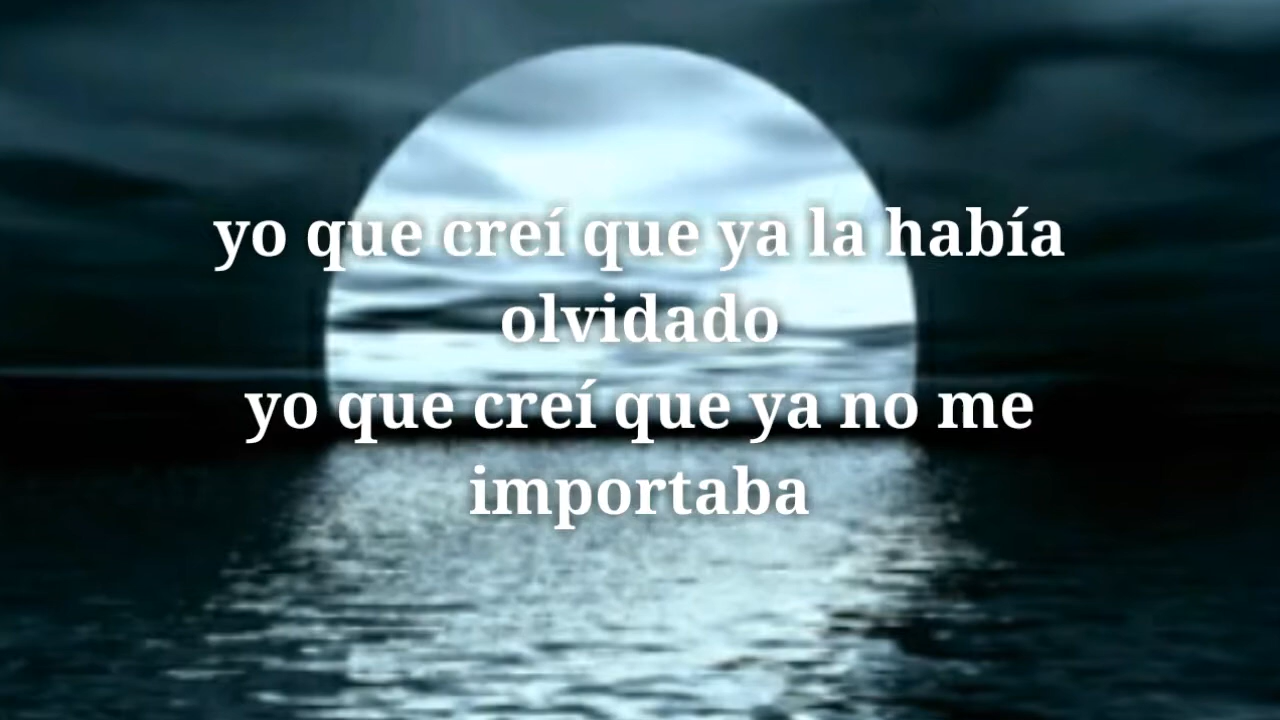 yo que creí que ya la había
olvidado
yo que creí que ya no me
importaba